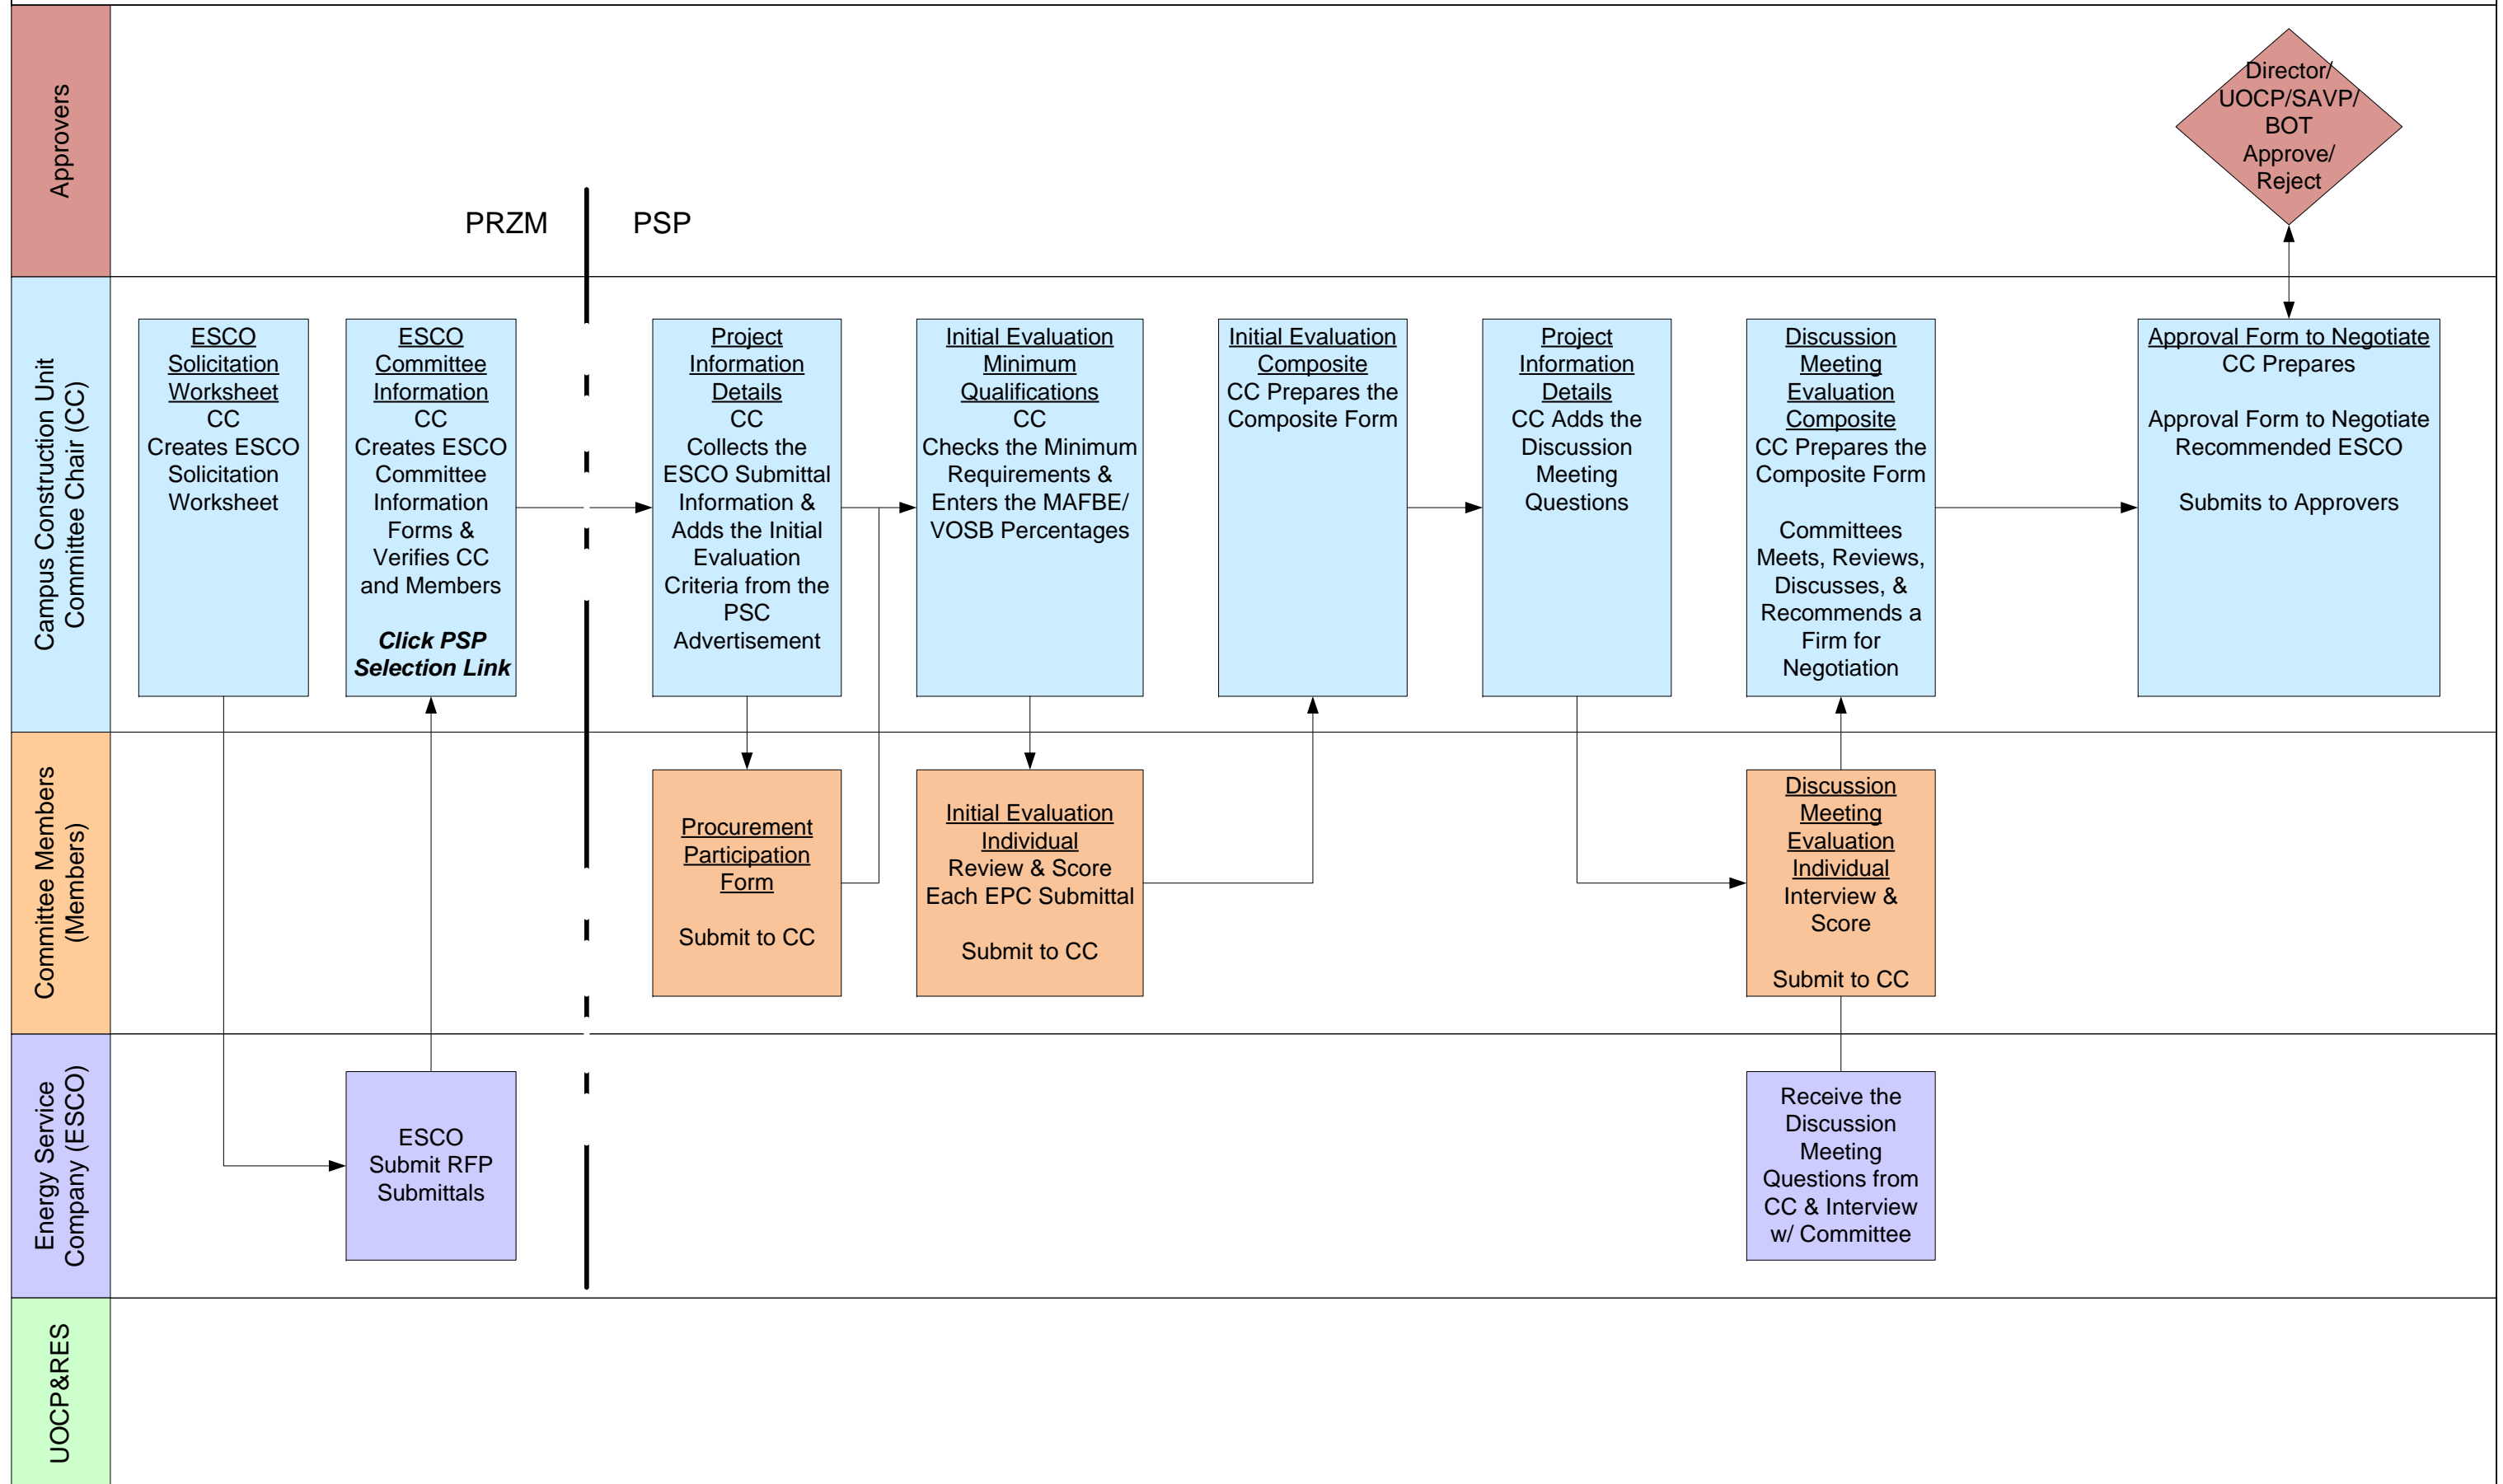 Approvers
Director/
UOCP/SAVP/
BOT
Approve/
Reject
PRZM
PSP
Campus Construction Unit
Committee Chair (CC)
ESCO
Solicitation
Worksheet
CC
Creates ESCO
Solicitation
Worksheet
ESCO
Committee
Information
CC
Creates ESCO
Committee
Information
Forms &
Verifies CC
and Members
Click PSP
Selection Link
Project
Information
Details
CC
Collects the
ESCO Submittal
Information &
Adds the Initial
Evaluation
Criteria from the
PSC
Advertisement
Initial Evaluation
Minimum
Qualifications
CC
Checks the Minimum
Requirements &
Enters the MAFBE/
VOSB Percentages
Initial Evaluation
Composite
CC Prepares the
Composite Form
Project
Information
Details
CC Adds the
Discussion
Meeting
Questions
Discussion
Meeting
Evaluation
Composite
CC Prepares the
Composite Form
Committees
Meets, Reviews,
Discusses, &
Recommends a
Firm for
Negotiation
Approval Form to Negotiate
CC Prepares
Approval Form to Negotiate
Recommended ESCO
Submits to Approvers
Committee Members
(Members)
Procurement
Participation
Form
Submit to CC
Initial Evaluation
Individual
Review & Score
Each EPC Submittal
Submit to CC
Discussion
Meeting
Evaluation
Individual
Interview &
Score
Submit to CC
Energy Service
Company (ESCO)
ESCO
Submit RFP
Submittals
Receive the
Discussion
Meeting
Questions from
CC & Interview
w/ Committee
UOCP&RES